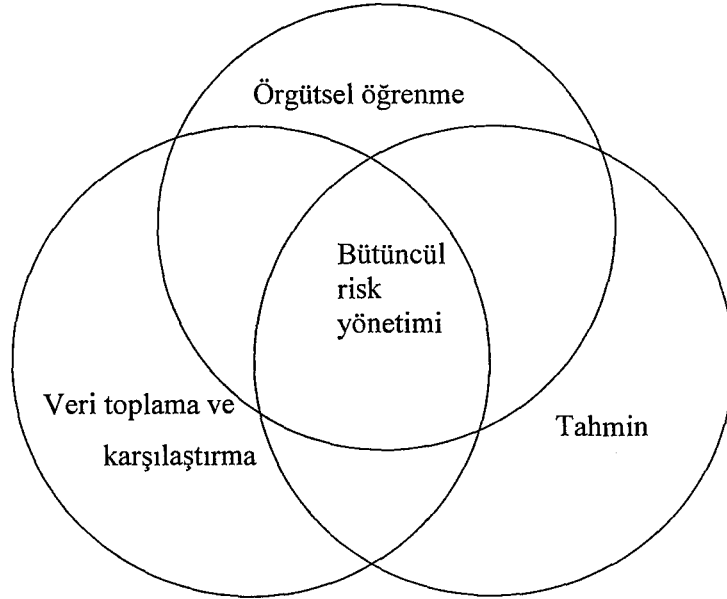 Örgütsel öğrenme
Bütüncül
risk
yönetimi
Veri toplama ve
karşılaştırma
Tahmin